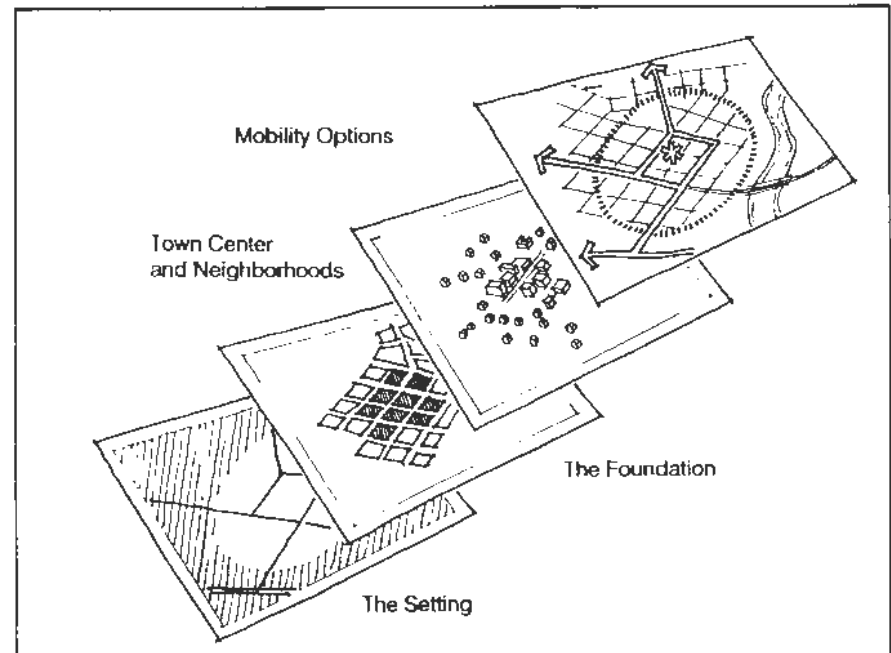 Mobility Options
Town Center
and Neighborhoods
The Foundation
The Setting